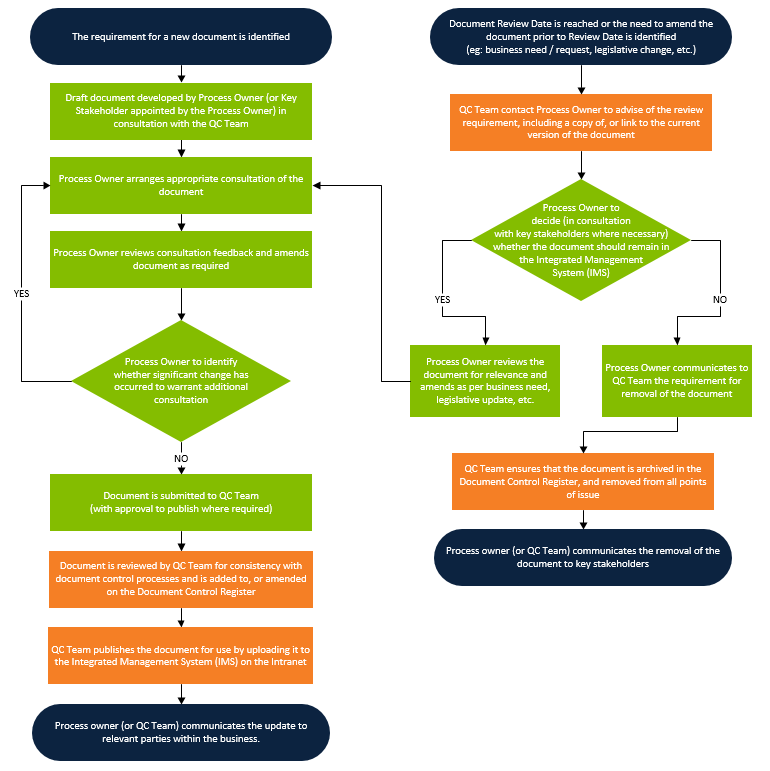 The requirement for a new document is identified
Draft document developed by Process Owner (or Key
Stakeholder appointed by the Process Owner) in
consultation with the QC Team
Process Owner arranges appropriate consultation of the
document
Process Owner reviews consultation feedback and amends
document as required
YES
Process Owner to identify
whether significant change has
occurred to warrant additional
consultation
NO
Document is submitted to QC Team
(with approval to publish where required)
Document is reviewed by QC Team for consistency with
document control processes and is added to, or amended
on the Document Control Register
QC Team publishes the document for use by uploading it to
the Integrated Management System (IMS) on the Intranet
Process owner (or QC Team) communicates the update to
relevant parties within the business.
Document Review Date is reached or the need to amend the
document prior to Review Date is identified
(eg: business need / request, legislative change, etc.)
QC Team contact Process Owner to advise of the review
requirement, including a copy of, or link to the current
version of the document
Process Owner to
decide (in consultation
with key stakeholders where necessary)
whether the document should remain in
the Integrated Management
System (IMS)
YES
NO
Process Owner reviews the
document for relevance and
amends as per business need,
legislative update, etc.
Process Owner communicates to
QC Team the requirement for
removal of the document
QC Team ensures that the document is archived in the
Document Control Register, and removed from all points
of issue
Process owner (or QC Team) communicates the removal of the
document to key stakeholders